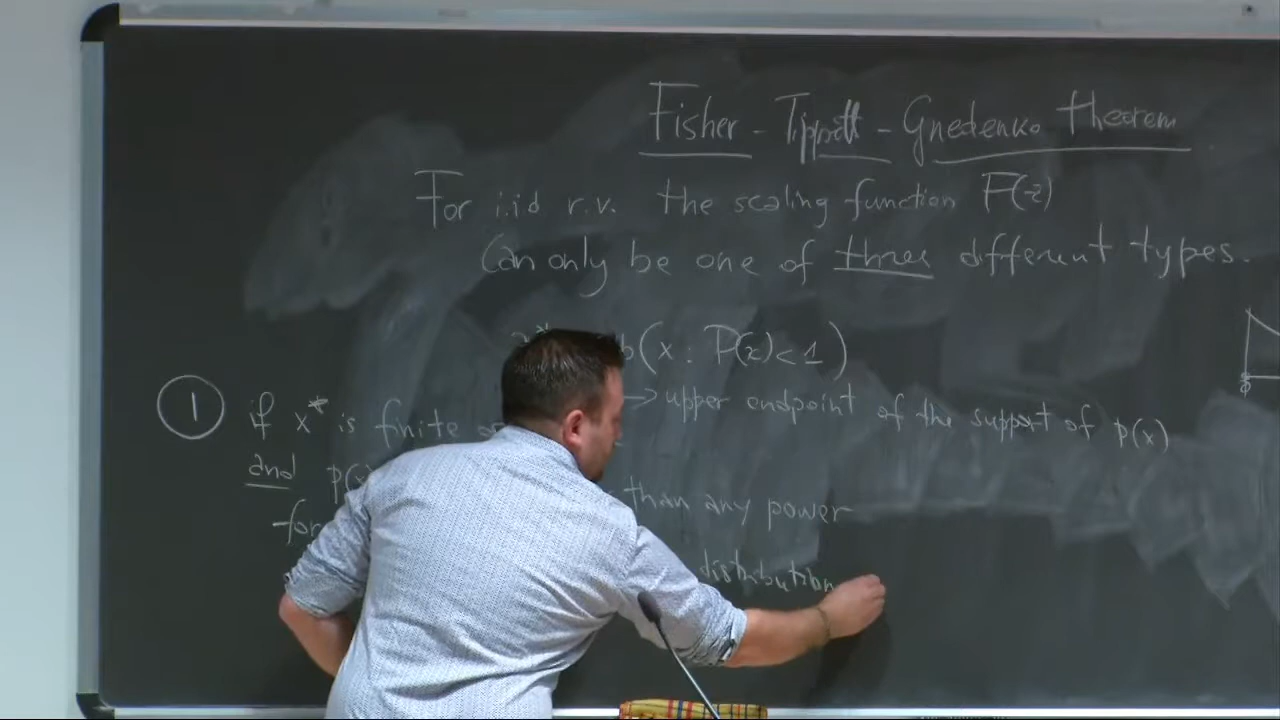 Fisher - Tippett - Gnedenko theorem
For i.id r.v. the scaling function F(z)
Can only be one of three different types.
(x : P(x)<1)
→ upper endpoint of the support of p(x)
1 if x* is finite
and than any power
for
distribution